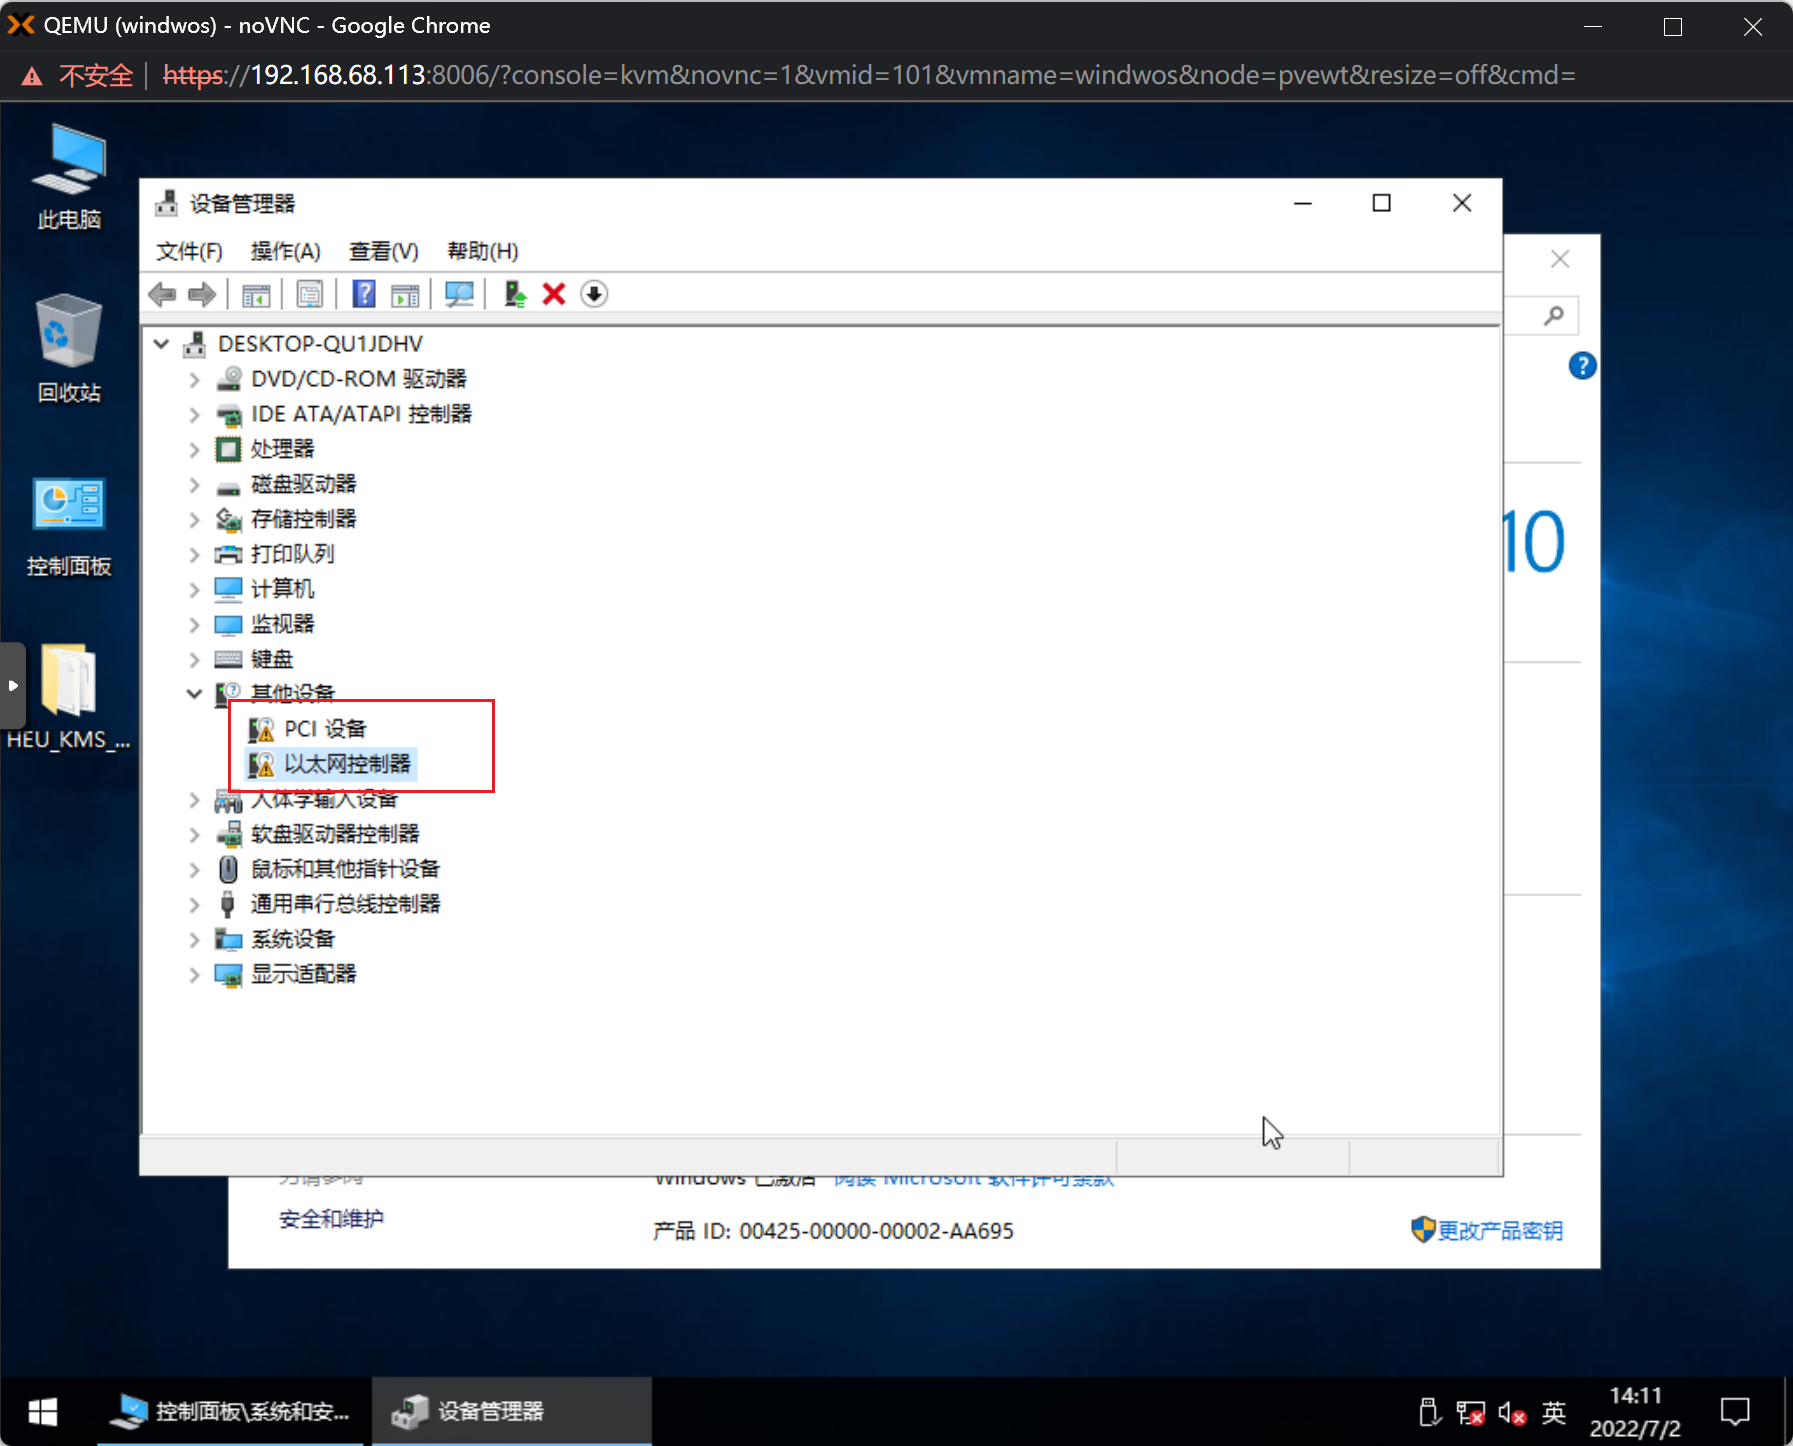 QEMU (windwos) - noVNC - Google Chrome
不安全 https://192.168.68.113:8006/?console=kvm&novnc=1&vmid=101&vmname=windwos&node=pvewt&resize=off&cmd=
此电脑
回收站
控制面板
HEU_KMS_...
设备管理器
文件(F) 操作(A) 查看(V) 帮助(H)
DESKTOP-QU1JDHV
DVD/CD-ROM 驱动器
IDE ATA/ATAPI 控制器
处理器
磁盘驱动器
存储控制器
打印队列
计算机
监视器
键盘
其他设备
PCI 设备
以太网控制器
人体学输入设备
软盘驱动器控制器
鼠标和其他指针设备
通用串行总线控制器
系统设备
显示适配器
10
另请参阅
安全和维护
Windows 已激活 阅读 Microsoft 软件许可条款
产品 ID: 00425-00000-00002-AA695
更改产品密钥
控制面板\系统和安...
设备管理器
英
14:11
2022/7/2